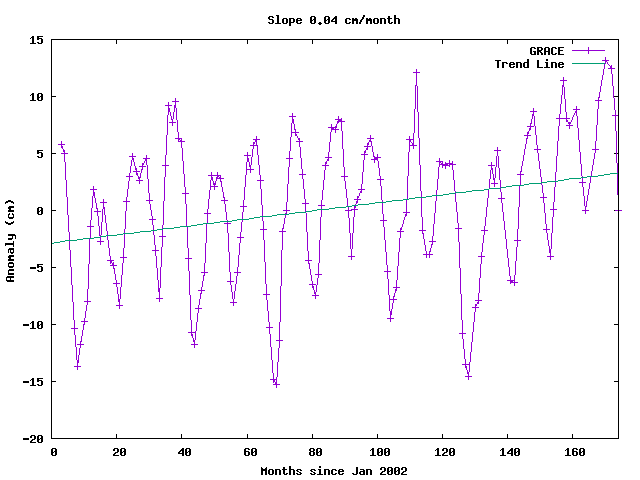 Slope 0.04 cm/month
GRACE
Trend Line
15
10
5
0
-5
-10
-15
-20
Anomaly (cm)
0 20 40 60 80 100 120 140 160
Months since Jan 2002